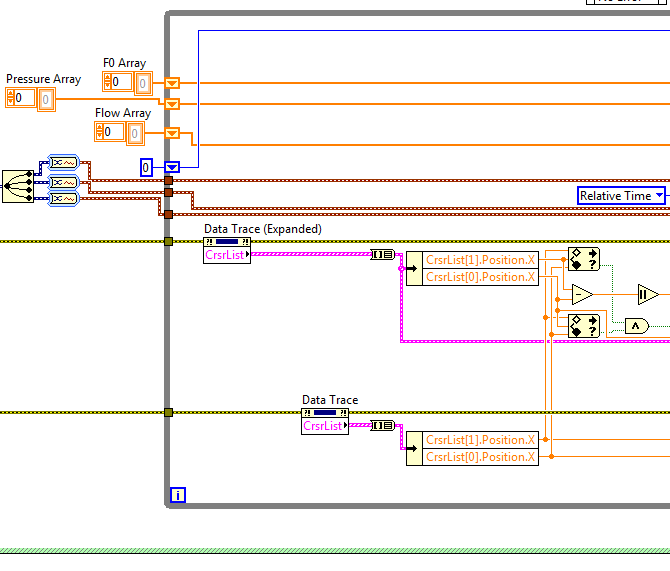 F0 Array
0
0
Pressure Array
0
0
Flow Array
0
0
0
Relative Time
Data Trace (Expanded)
?! ?!
CrsrList
CrsrList[1].Position.X
CrsrList[0].Position.X
?
?
Data Trace
?! ?!
CrsrList
CrsrList[1].Position.X
CrsrList[0].Position.X
i